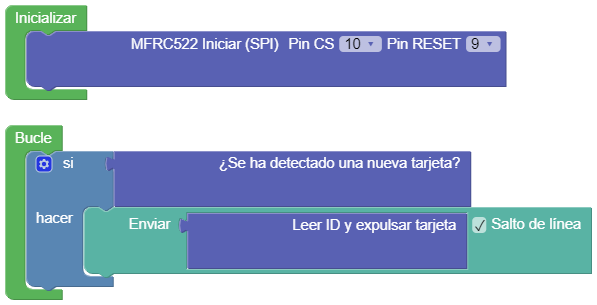 Inicializar
MFRC522 Iniciar (SPI) Pin CS 10 Pin RESET 9
Bucle
si ¿Se ha detectado una nueva tarjeta?
hacer Enviar Leer ID y expulsar tarjeta Salto de línea